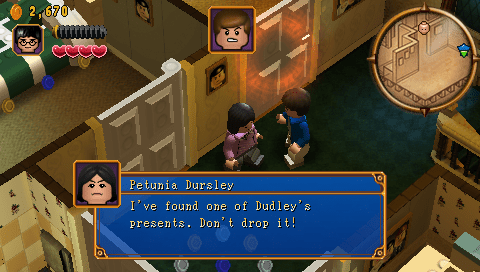 2,670
Petunia Dursley
I've found one of Dudley's
presents. Don't drop it!